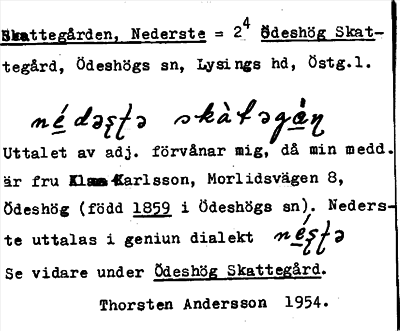 Skattegården, Nederste = 2⁴ Ödeshög Skat-
tegård, Ödeshögs sn, Lysings hd, Östg.l.
Uttalet av adj. förvånar mig, då min medd.
är fru Karlsson, Morlidsvägen 8,
Ödeshög (född 1859 i Ödeshögs sn). Neders-
te uttalas i geniun dialekt
Se vidare under Ödeshög Skattegård.
Thorsten Andersson 1954.